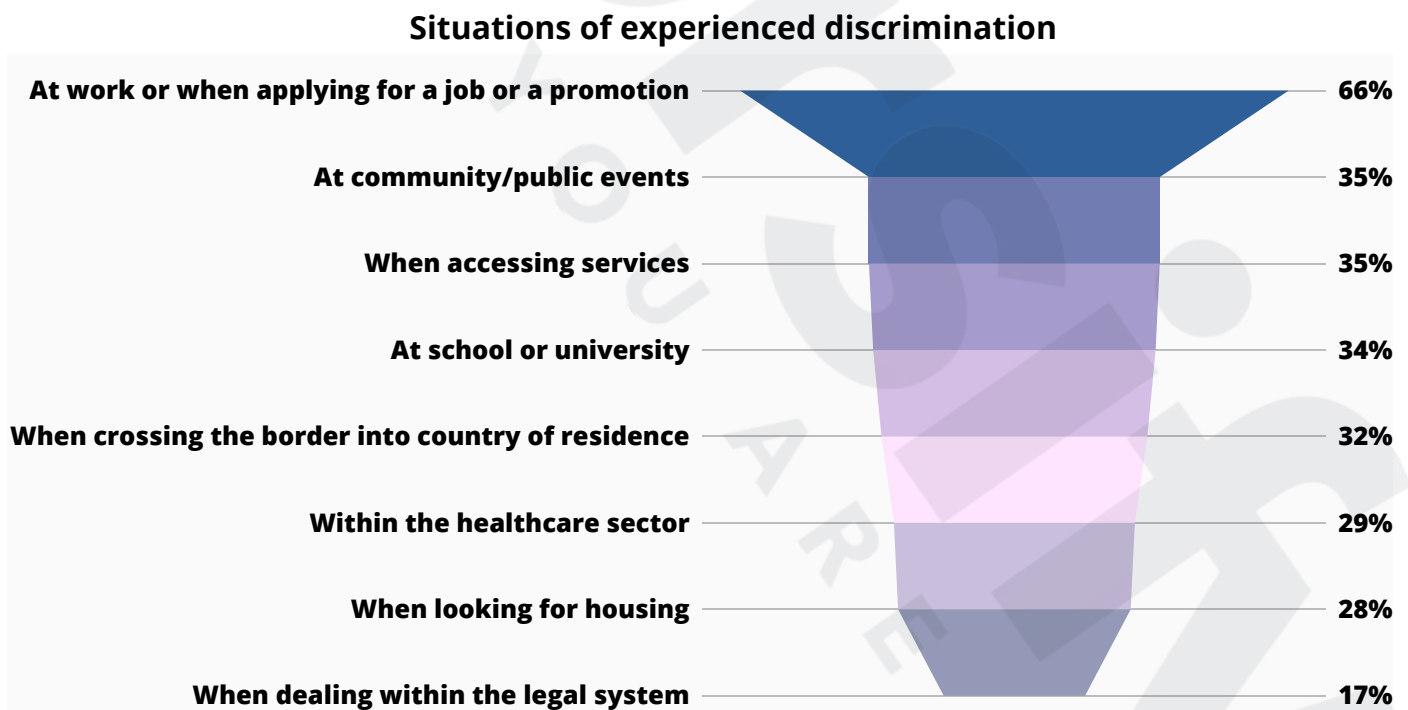 Situations of experienced discrimination
At work or when applying for a job or a promotion 66%
At community/public events 35%
When accessing services 35%
At school or university 34%
When crossing the border into country of residence 32%
Within the healthcare sector 29%
When looking for housing 28%
When dealing within the legal system 17%
YOU ARE